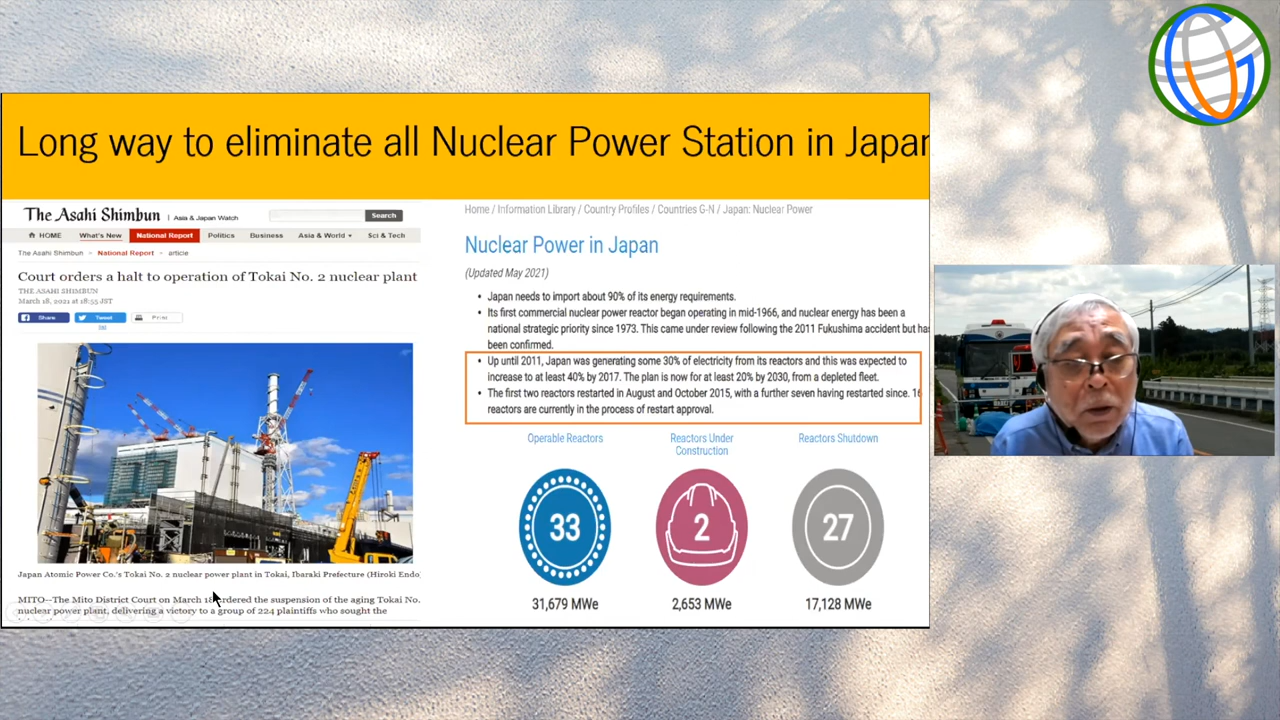 Long way to eliminate all Nuclear Power Station in Japan
The Asahi Shimbun | Asia & Japan Watch
Search
HOME What's New National Report Politics Business Asia & World Sci & Tech
The Asahi Shimbun National Report article
Court orders a halt to operation of Tokai No. 2 nuclear plant
THE ASAHI SHIMBUN
March 18, 2021 at 18:55 JST
Share Tweet Print
Japan Atomic Power Co.'s Tokai No. 2 nuclear power plant in Tokai, Ibaraki Prefecture (Hiroki Endo
MITO--The Mito District Court on March 18 ordered the suspension of the aging Tokai No.
nuclear power plant, delivering a victory to a group of 224 plaintiffs who sought the
Home / Information Library / Country Profiles / Countries G-N / Japan: Nuclear Power
Nuclear Power in Japan
(Updated May 2021)
• Japan needs to import about 90% of its energy requirements.
• Its first commercial nuclear power reactor began operating in mid-1966, and nuclear energy has been a
national strategic priority since 1973. This came under review following the 2011 Fukushima accident but has
been confirmed.
• Up until 2011, Japan was generating some 30% of electricity from its reactors and this was expected to
increase to at least 40% by 2017. The plan is now for at least 20% by 2030, from a depleted fleet.
• The first two reactors restarted in August and October 2015, with a further seven having restarted since. 16
reactors are currently in the process of restart approval.
Operable Reactors
33
31,679 MWe
Reactors Under
Construction
2
2,653 MWe
Reactors Shutdown
27
17,128 MWe